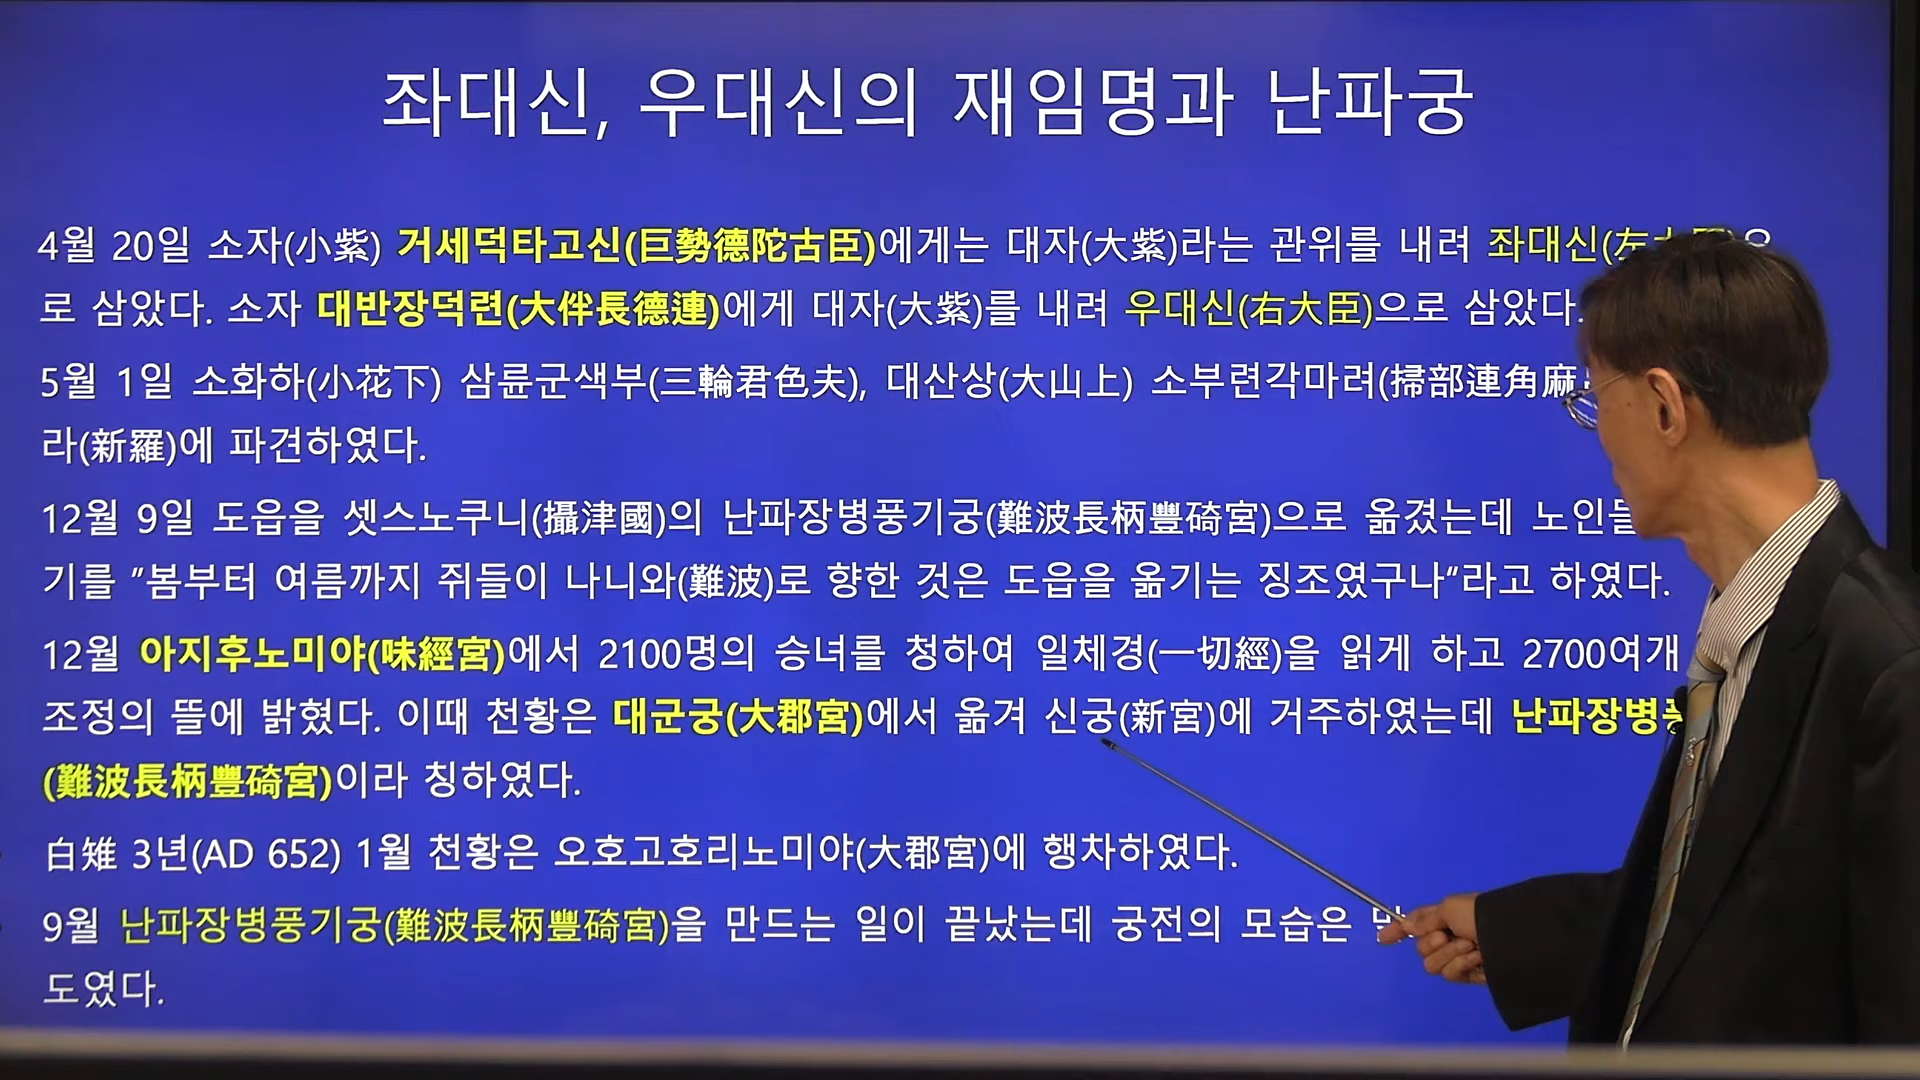 좌대신, 우대신의 재임명과 난파궁
4월 20일 소자(小紫) 거세덕타고신(巨勢德陀古臣)에게는 대자(大紫)라는 관위를 내려 좌대신(左
로 삼았다. 소자 대반장덕련(大伴長德連)에게 대자(大紫)를 내려 우대신(右大臣)으로 삼았다.
5월 1일 소화하(小花下) 삼륜군색부(三輪君色夫), 대산상(大山上) 소부련각마려(掃部連角麻
라(新羅)에 파견하였다.
12월 9일 도읍을 셋스노쿠니(攝津國)의 난파장병풍기궁(難波長柄豐碕宮)으로 옮겼는데 노인들
기를 "봄부터 여름까지 쥐들이 나니와(難波)로 향한 것은 도읍을 옮기는 징조였구나"라고 하였다.
12월 아지후노미야(味經宮)에서 2100명의 승녀를 청하여 일체경(一切經)을 읽게 하고 2700여개
조정의 뜰에 밝혔다. 이때 천황은 대군궁(大郡宮)에서 옮겨 신궁(新宮)에 거주하였는데 난파장병
(難波長柄豐碕宮)이라 칭하였다.
白雉 3년(AD 652) 1월 천황은 오호고호리노미야(大郡宮)에 행차하였다.
9월 난파장병풍기궁(難波長柄豐碕宮)을 만드는 일이 끝났는데 궁전의 모습은
도였다.